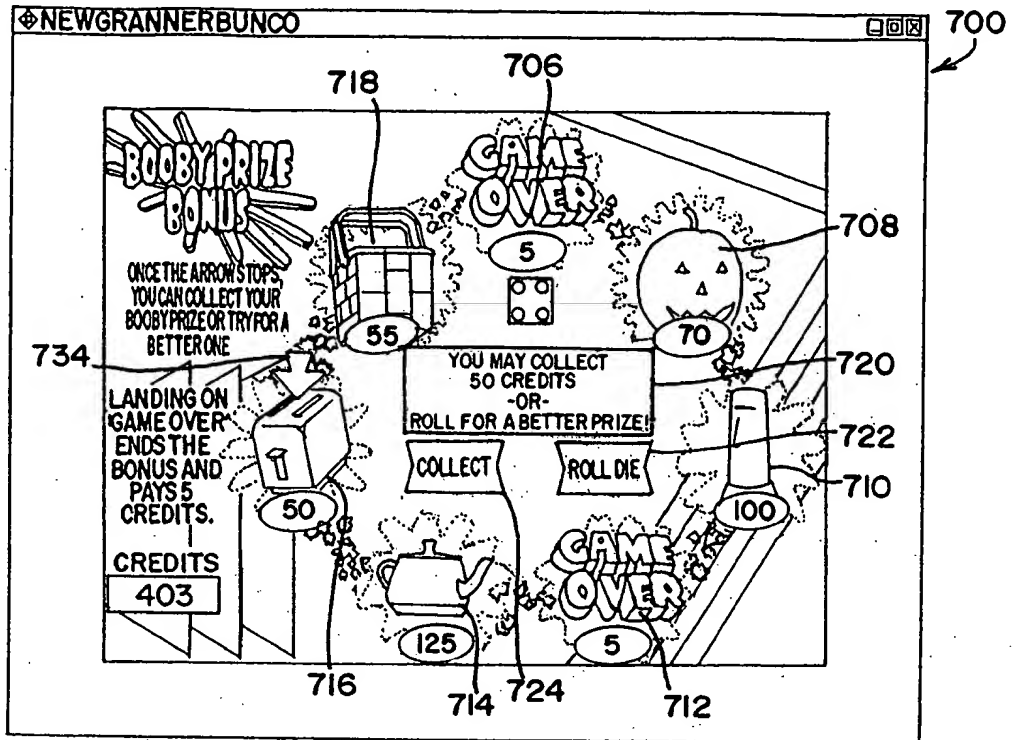 NEWGRANNERBUNCO
700
706
718
BOOBY PRIZE
BONUS
GAME
OVER
5
708
ONCE THE ARROW STOPS,
YOU CAN COLLECT YOUR
BOOBY PRIZE OR TRY FOR A
BETTER ONE
55
70
734
YOU MAY COLLECT
50 CREDITS
-OR-
ROLL FOR A BETTER PRIZE!
720
LANDING ON
'GAME OVER'
ENDS THE
BONUS AND
PAYS 5
CREDITS.
722
COLLECT
ROLL DIE
710
50
100
CREDITS
403
GAME
OVER
125
5
716
714
724
712